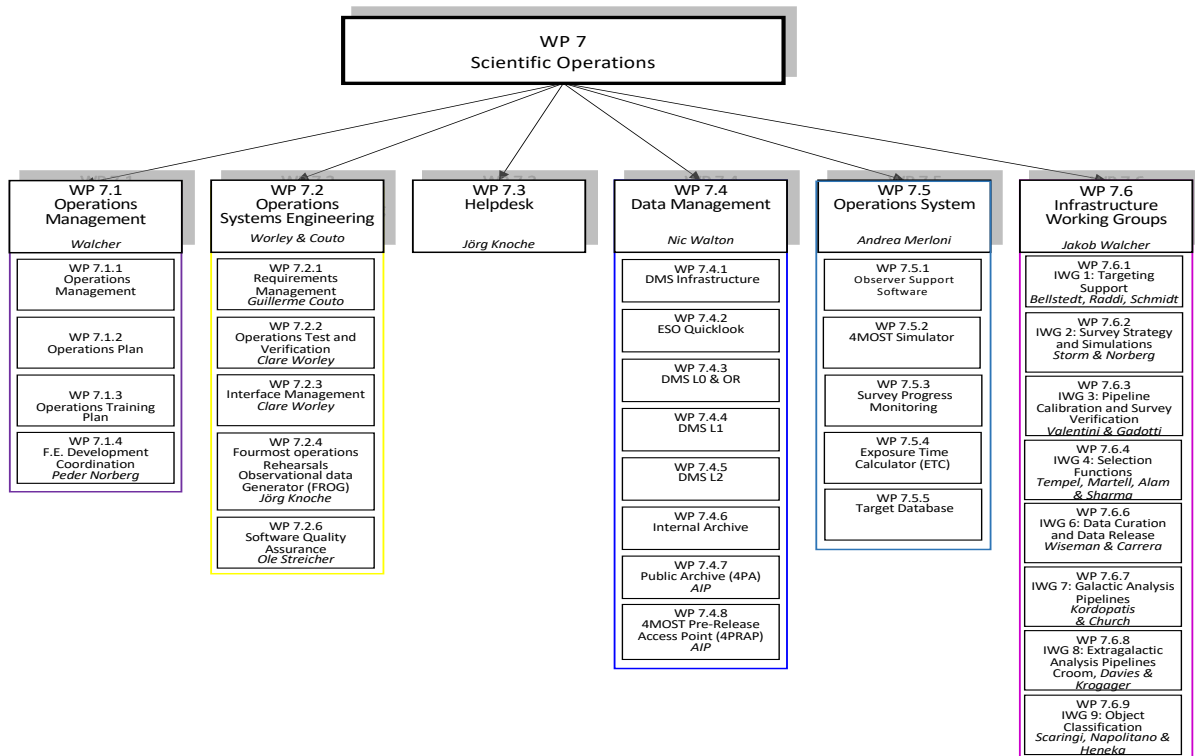 WP 7
Scientific Operations
WP 7.1
Operations
Management
Walcher
WP 7.1.1
Operations
Management
WP 7.1.2
Operations Plan
WP 7.1.3
Operations Training
Plan
WP 7.1.4
F.E. Development
Coordination
Peder Norberg
WP 7.2
Operations
Systems Engineering
Worley & Couto
WP 7.2.1
Requirements
Management
Guillerme Couto
WP 7.2.2
Operations Test and
Verification
Clare Worley
WP 7.2.3
Interface Management
Clare Worley
WP 7.2.4
Fourmost operations
Rehearsals
Observational data
Generator (FROG)
Jörg Knoche
WP 7.2.6
Software Quality
Assurance
Ole Streicher
WP 7.3
Helpdesk
Jörg Knoche
WP 7.4
Data Management
Nic Walton
WP 7.4.1
DMS Infrastructure
WP 7.4.2
ESO Quicklook
WP 7.4.3
DMS L0 & OR
WP 7.4.4
DMS L1
WP 7.4.5
DMS L2
WP 7.4.6
Internal Archive
WP 7.4.7
Public Archive (4PA)
AIP
WP 7.4.8
4MOST Pre-Release
Access Point (4PRAP)
AIP
WP 7.5
Operations System
Andrea Merloni
WP 7.5.1
Observer Support
Software
WP 7.5.2
4MOST Simulator
WP 7.5.3
Survey Progress
Monitoring
WP 7.5.4
Exposure Time
Calculator (ETC)
WP 7.5.5
Target Database
WP 7.6
Infrastructure
Working Groups
Jakob Walcher
WP 7.6.1
IWG 1: Targeting
Support
Bellstedt, Raddi, Schmidt
WP 7.6.2
IWG 2: Survey Strategy
and Simulations
Storm & Norberg
WP 7.6.3
IWG 3: Pipeline
Calibration and Survey
Verification
Valentini & Gadotti
WP 7.6.4
IWG 4: Selection
Functions
Tempel, Martell, Alam
& Sharma
WP 7.6.6
IWG 6: Data Curation
and Data Release
Wiseman & Carrera
WP 7.6.7
IWG 7: Galactic Analysis
Pipelines
Kordopatis
& Church
WP 7.6.8
IWG 8: Extragalactic
Analysis Pipelines
Croom, Davies &
Krogager
WP 7.6.9
IWG 9: Object
Classification
Scaringi, Napolitano &
Heneka